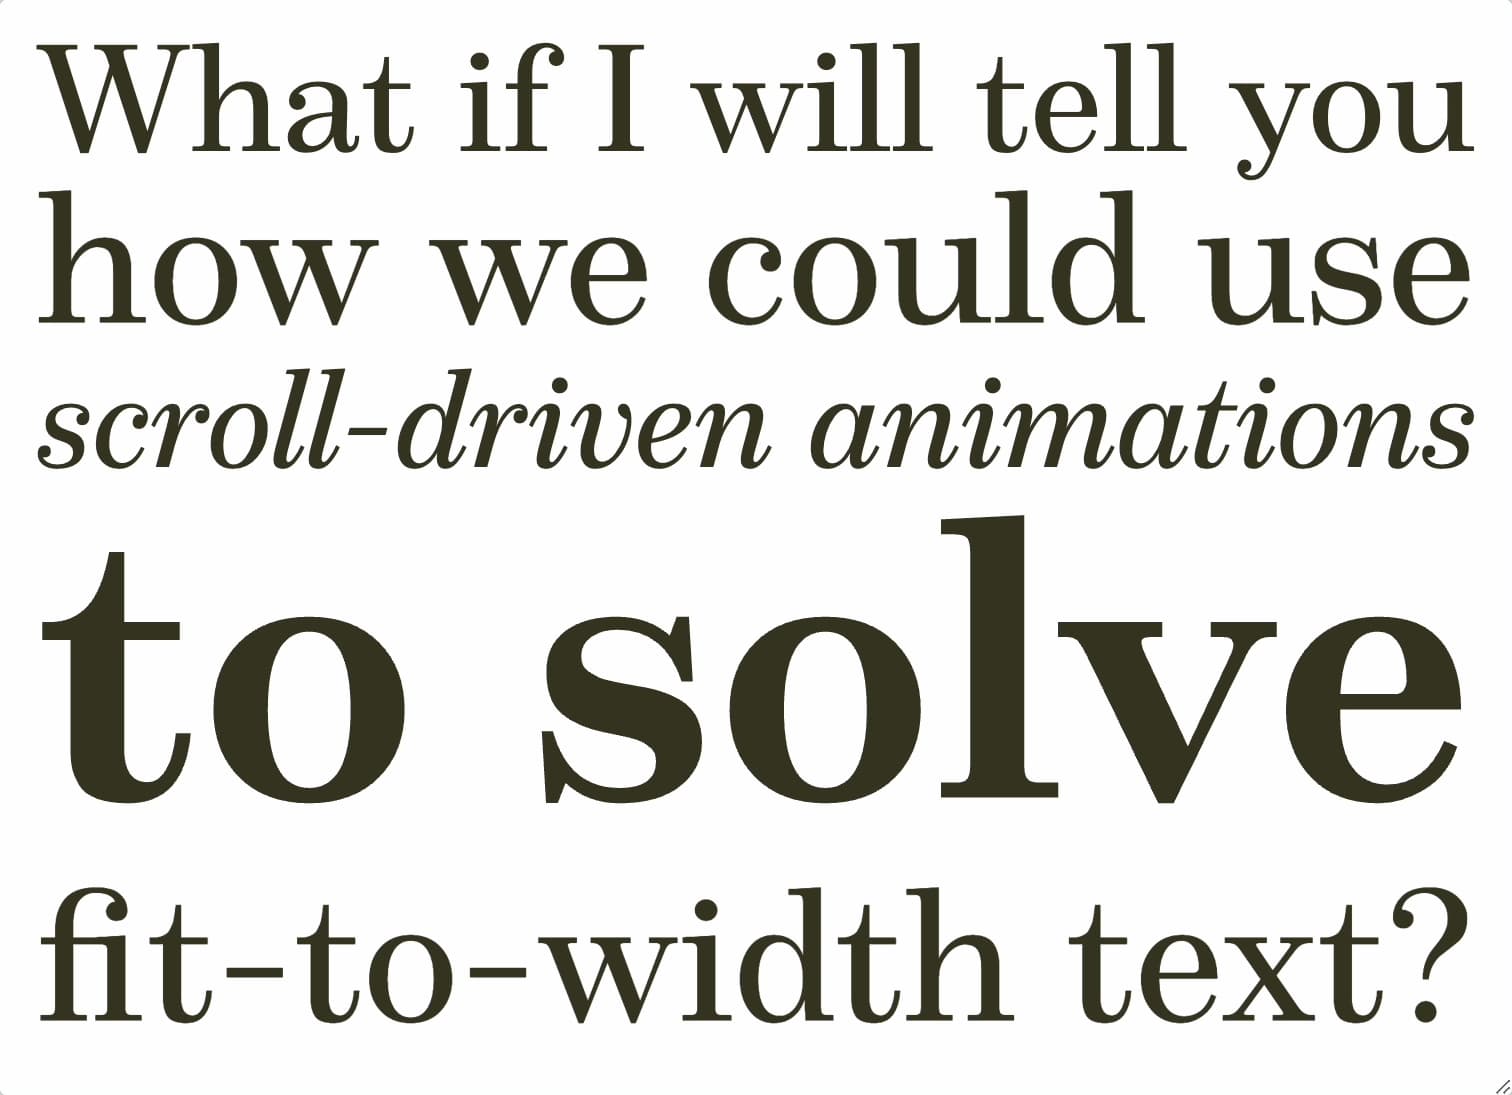 What if I will tell you
how we could use
scroll-driven animations
to solve
fit-to-width text?